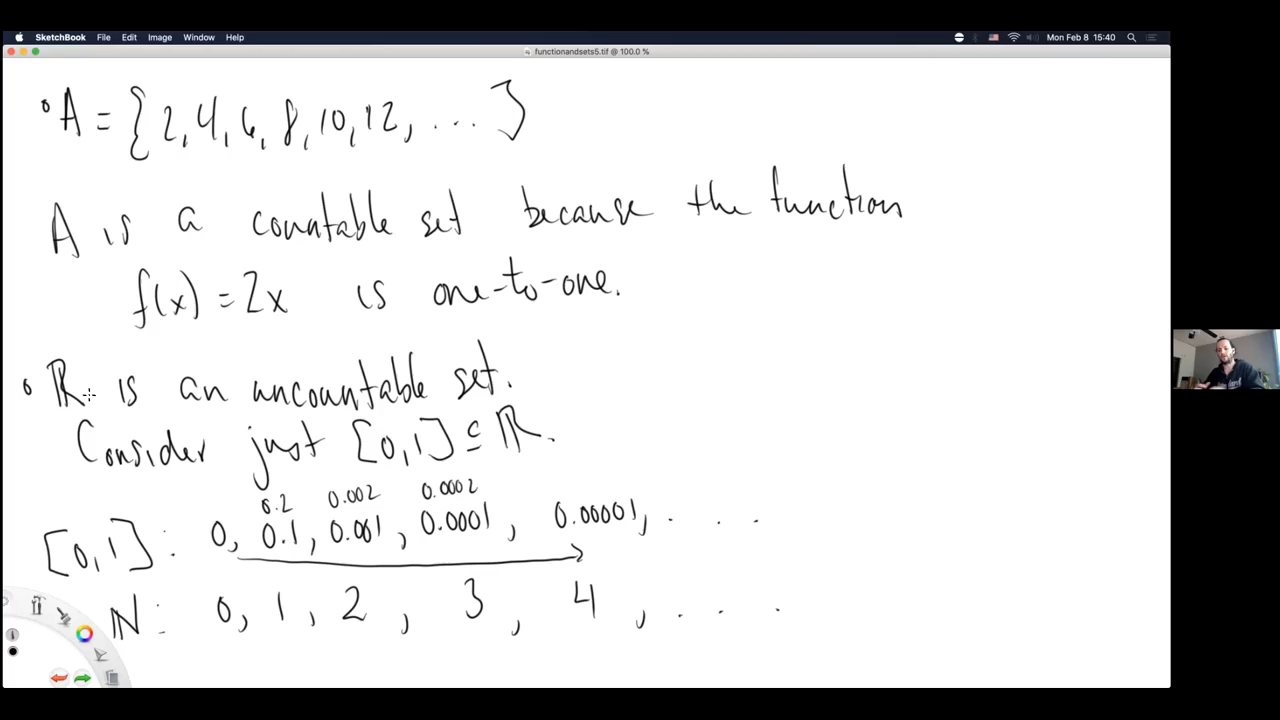 SketchBook File Edit Image Window Help Mon Feb 8 15:40
functionandsets5.tif @ 100.0 %
A = {2, 4, 6, 8, 10, 12, ...}
A is a countable set because the function
f(x) = 2x is one-to-one.
ℝ is an uncountable set.
Consider just [0,1] ⊆ ℝ.
0.2 0.002 0.0002
[0,1]: 0, 0.1, 0.001, 0.0001, 0.00001, ...
ℕ: 0, 1, 2, 3, 4, ...